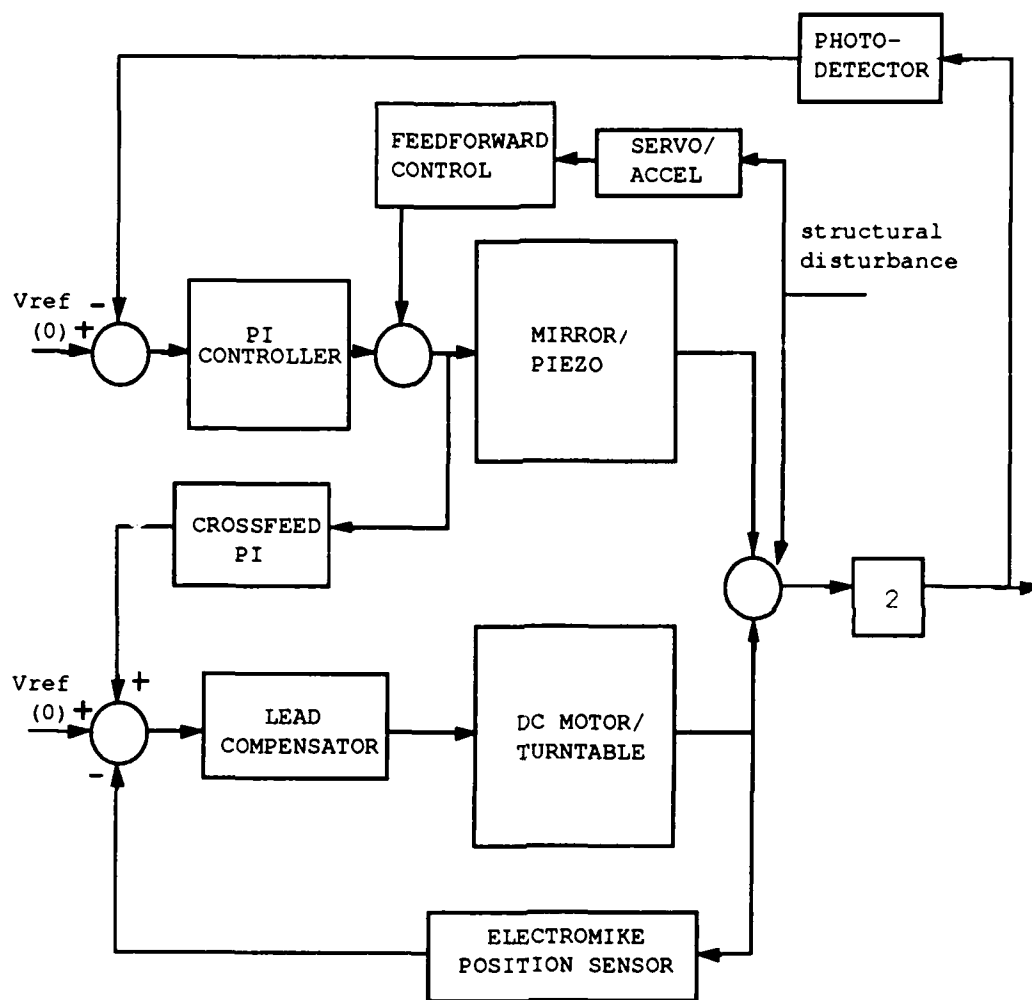 PHOTO-
DETECTOR
FEEDFORWARD
CONTROL
SERVO/
ACCEL
structural
disturbance
Vref
(0)
-
+
PI
CONTROLLER
MIRROR/
PIEZO
CROSSFEED
PI
2
Vref
(0)
+
+
-
LEAD
COMPENSATOR
DC MOTOR/
TURNTABLE
ELECTROMIKE
POSITION SENSOR